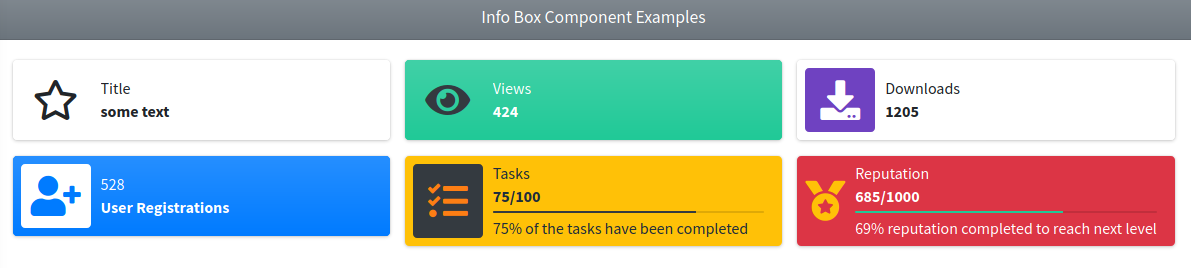 Info Box Component Examples
Title
some text
Views
424
Downloads
1205
528
User Registrations
Tasks
75/100
75% of the tasks have been completed
Reputation
685/1000
69% reputation completed to reach next level